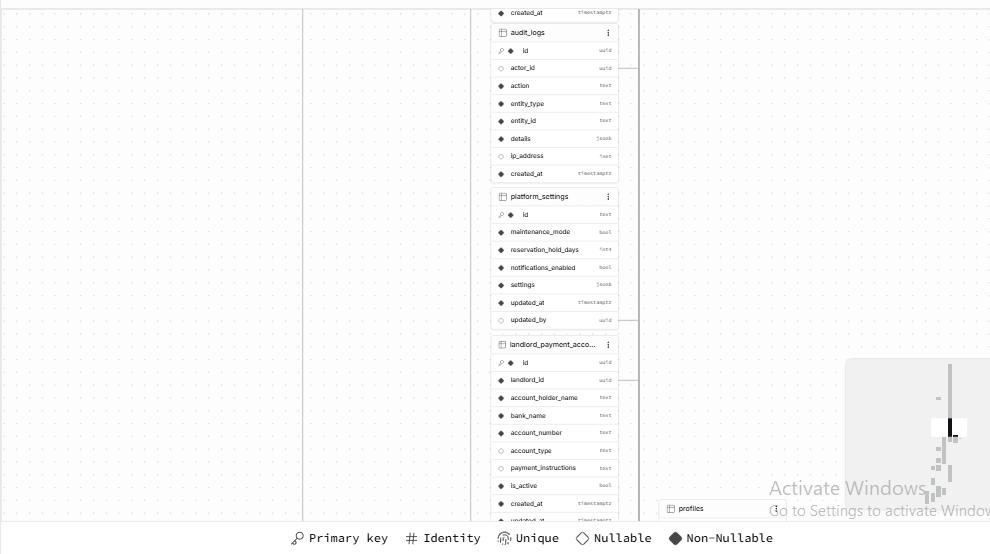 created_at timestamptz
audit_logs
id uuid
actor_id uuid
action text
entity_type text
entity_id text
details jsonb
ip_address inet
created_at timestamptz
platform_settings
id text
maintenance_mode bool
reservation_hold_days int4
notifications_enabled bool
settings jsonb
updated_at timestamptz
updated_by uuid
landlord_payment_acco...
id uuid
landlord_id uuid
account_holder_name text
bank_name text
account_number text
account_type text
payment_instructions text
is_active bool
created_at timestamptz
updated_at timestamptz
profiles
Activate Windows
Go to Settings to activate Window
Primary key Identity Unique Nullable Non-Nullable